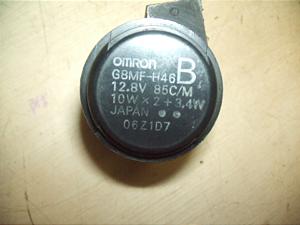 OMRON
G8MF-H46 B
12.8V 85C/M
10W×2+3.4W
JAPAN
06Z1D7